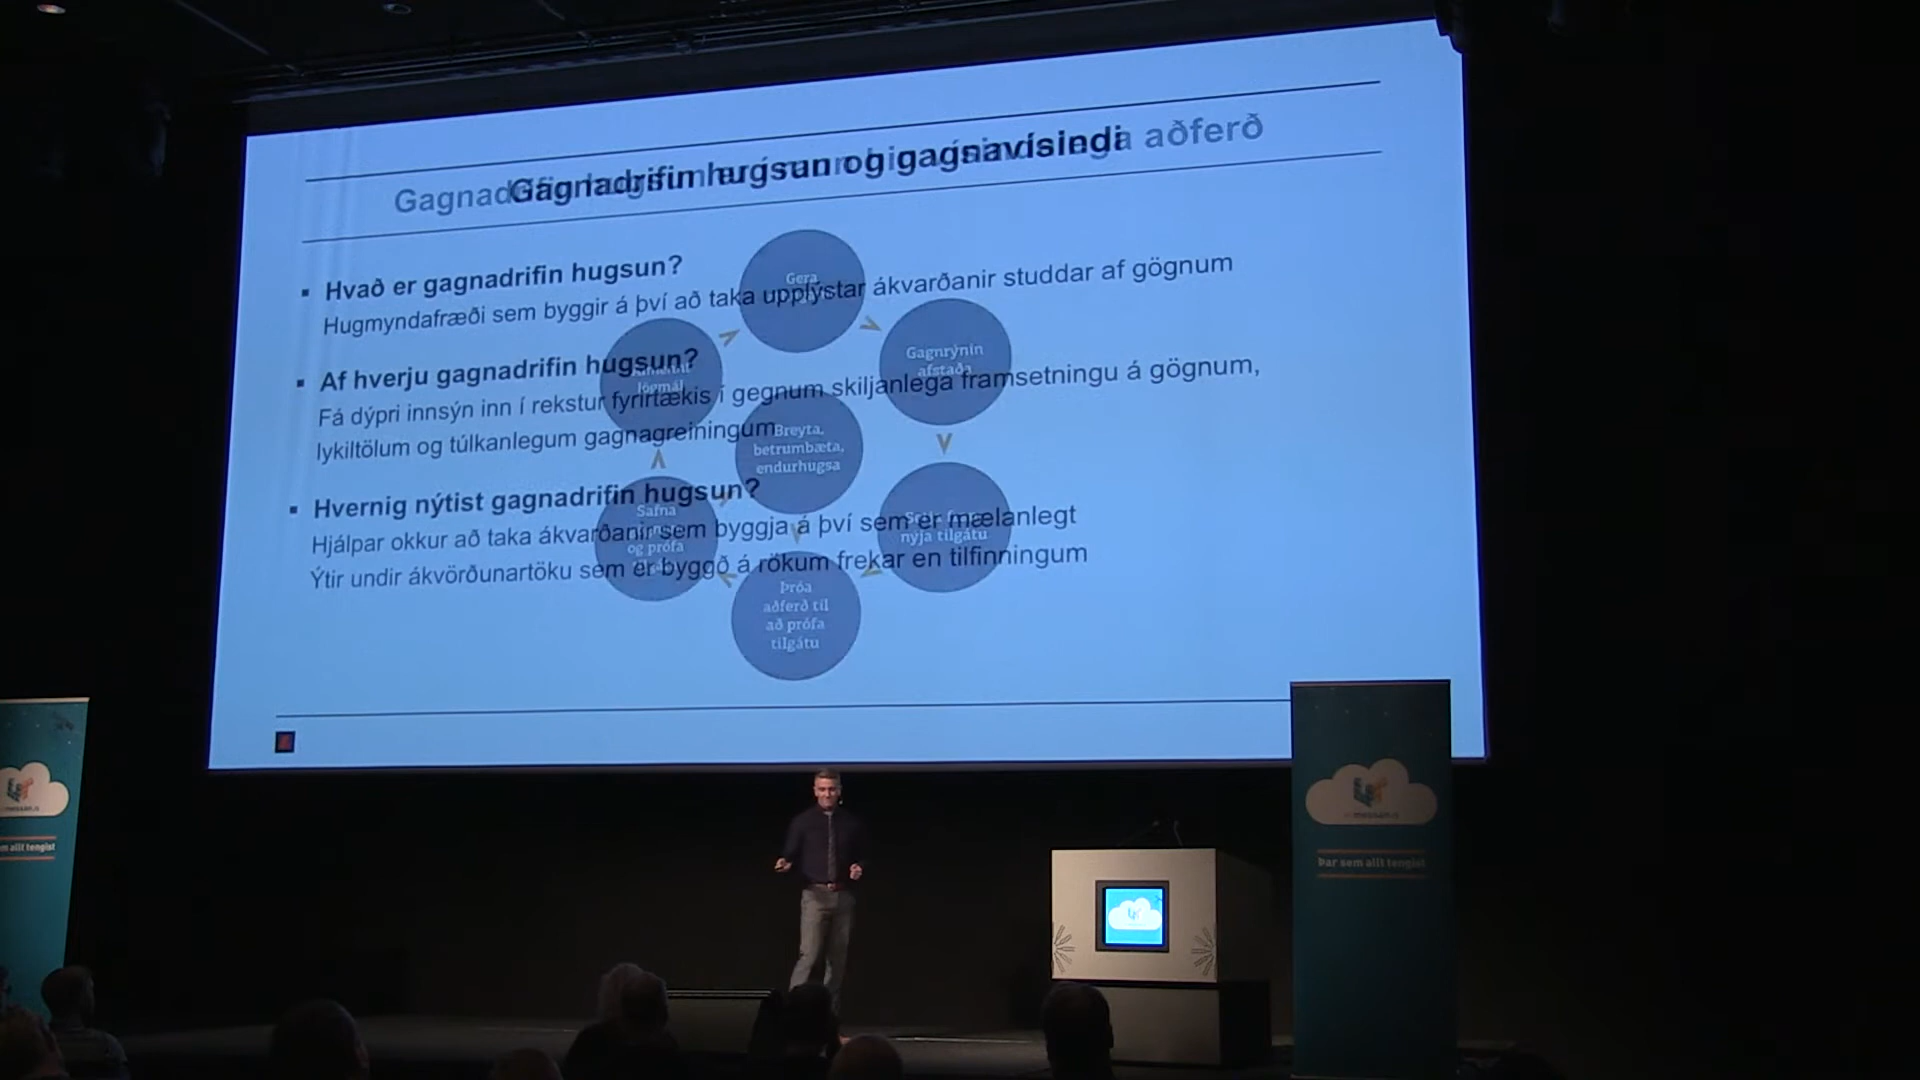 Gagnadrifin hugsun og gagnavísindi
aðferð
Hvað er gagnadrifin hugsun?
Hugmyndafræði sem byggir á því að taka upplýstar ákvarðanir studdar af gögnum
Af hverju gagnadrifin hugsun?
Fá dýpri innsýn inn í rekstur fyrirtækis í gegnum skiljanlega framsetningu á gögnum,
lykiltölum og túlkanlegum gagnagreiningum
Hvernig nýtist gagnadrifin hugsun?
Hjálpar okkur að taka ákvarðanir sem byggja á því sem er mælanlegt
Ýtir undir ákvörðunartöku sem er byggð á rökum frekar en tilfinningum
Gera
Gagnrýnin
afstaða
lögmál
Breyta,
betrumbæta,
endurhugsa
Safna
og prófa
nýja tilgátu
Þróa
aðferð til
að prófa
tilgátu
m allt tengist
Þar sem allt tengist